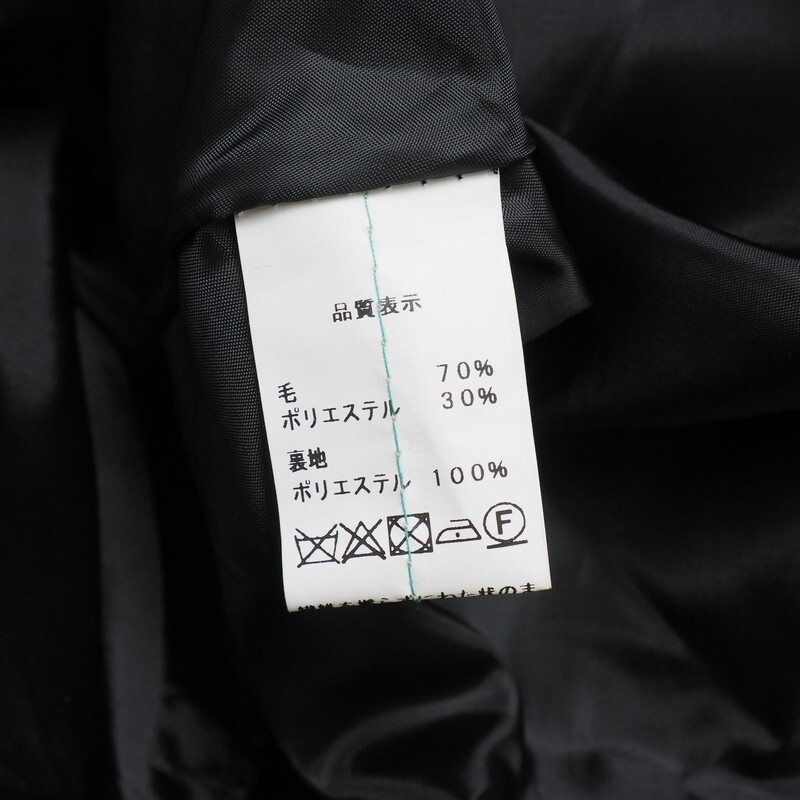 品質表示
毛 70%
ポリエステル 30%
裏地
ポリエステル 100%
F